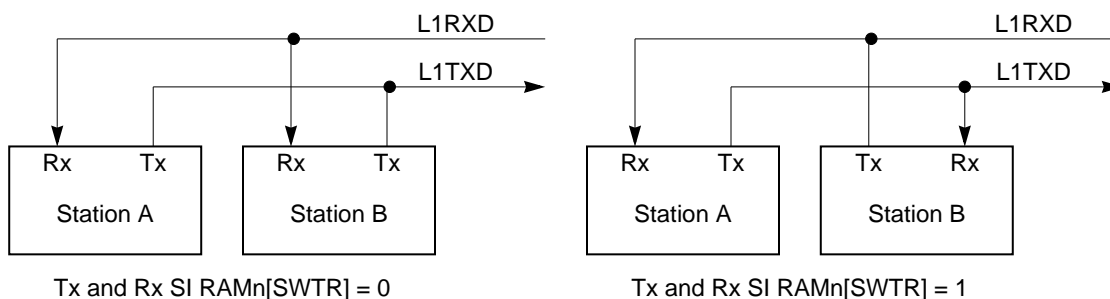 L1RXD
L1TXD
Rx Tx
Station A
Rx Tx
Station B
Tx and Rx SI RAMn[SWTR] = 0
L1RXD
L1TXD
Rx Tx
Station A
Tx Rx
Station B
Tx and Rx SI RAMn[SWTR] = 1